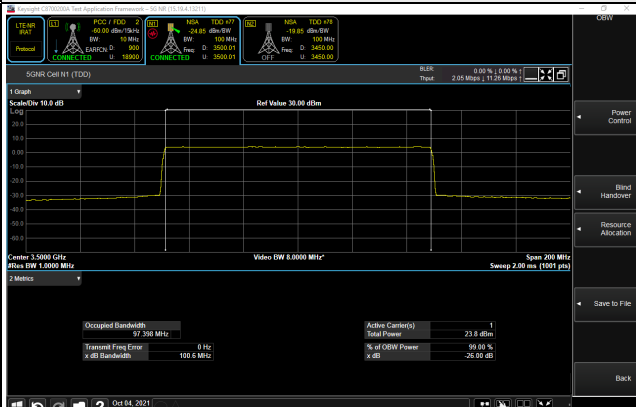 Keysight C8700200A Test Application Framework – 5G NR (15.19.4.13211)
OBW
LTE/NR IRAT
Protocol
L1 PCC / FDD 2
-60.00 dBm/15kHz
BW: 10 MHz
EARFCN D: 900
CONNECTED U: 18900
N1 NSA TDD n77
-24.85 dBm/BW
BW: 100 MHz
Freq: D: 3500.01
CONNECTED U: 3500.01
N2 NSA TDD n78
-19.85 dBm/BW
BW: 100 MHz
Freq: D: 3450.00
OFF U: 3450.00
5GNR Cell N1 (TDD)
BLER: 0.00 % ↓ 0.00 % ↑
Thput: 2.05 Mbps ↓ 11.26 Mbps ↑
1 Graph
Scale/Div 10.0 dB
Ref Value 30.00 dBm
Log
20.0
10.0
0.00
-10.0
-20.0
-30.0
-40.0
-50.0
-60.0
Center 3.5000 GHz
Video BW 8.0000 MHz*
Span 200 MHz
#Res BW 1.0000 MHz
Sweep 2.00 ms (1001 pts)
2 Metrics
Occupied Bandwidth
97.398 MHz
Active Carrier(s) 1
Total Power 23.8 dBm
Transmit Freq Error 0 Hz
x dB Bandwidth 100.6 MHz
% of OBW Power 99.00 %
x dB -26.00 dB
Power Control
Blind Handover
Resource Allocation
Save to File
Back
Oct 04, 2021